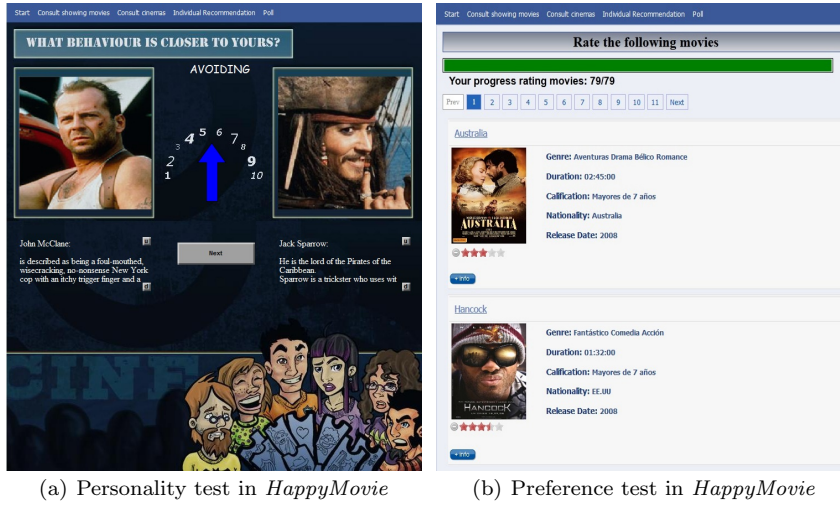 Start Consult showing movies Consult cinemas Individual Recommendation Poll
WHAT BEHAVIOUR IS CLOSER TO YOURS?
AVOIDING
1 2 3 4 5 6 7 8 9 10
John McClane:
is described as being a foul-mouthed,
wisecracking, no-nonsense New York
cop with an itchy trigger finger and a
u
d
Next
Jack Sparrow:
He is the lord of the Pirates of the
Caribbean.
Sparrow is a trickster who uses wit
u
d
CINE
(a) Personality test in HappyMovie
Start Consult showing movies Consult cinemas Individual Recommendation Poll
Rate the following movies
Your progress rating movies: 79/79
Prev 1 2 3 4 5 6 7 8 9 10 11 Next
Australia
AUSTRALIA
Genre: Aventuras Drama Bélico Romance
Duration: 02:45:00
Calification: Mayores de 7 años
Nationality: Australia
Release Date: 2008
+ info
Hancock
HANCOCK
Genre: Fantástico Comedia Acción
Duration: 01:32:00
Calification: Mayores de 7 años
Nationality: EE.UU
Release Date: 2008
+ info
(b) Preference test in HappyMovie